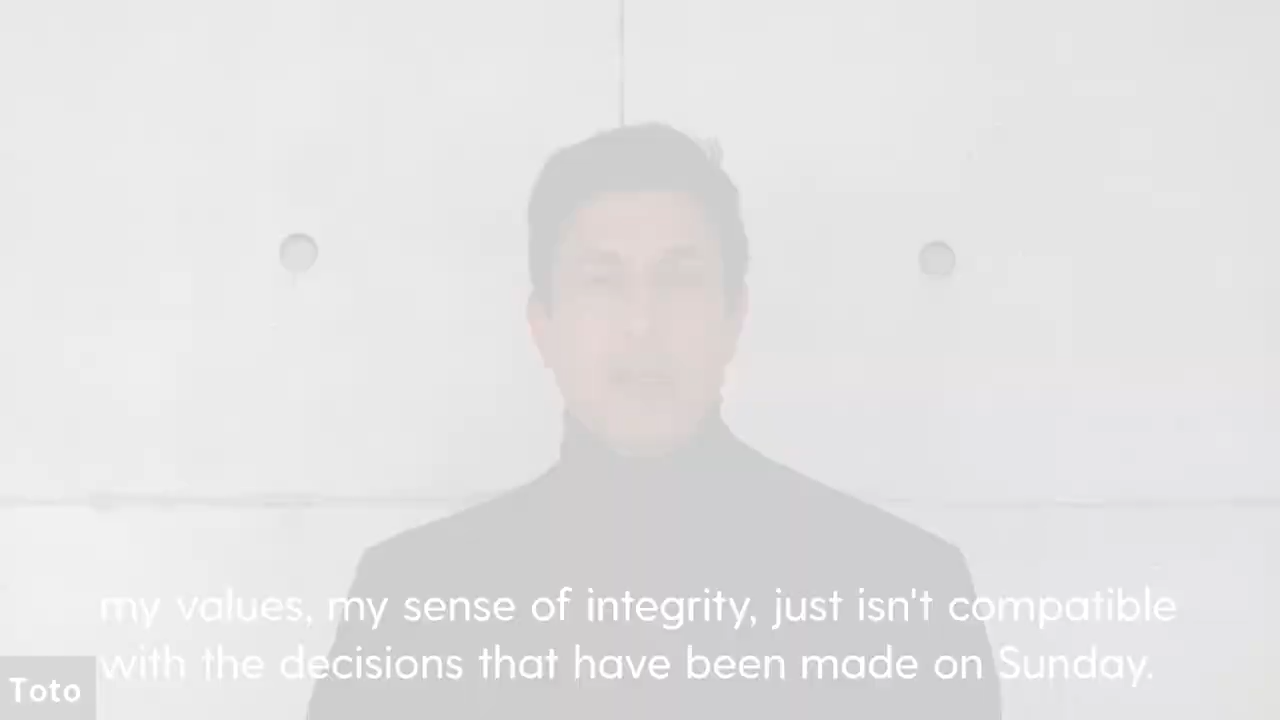 my values, my sense of integrity, just isn't compatible
with the decisions that have been made on Sunday.
Toto